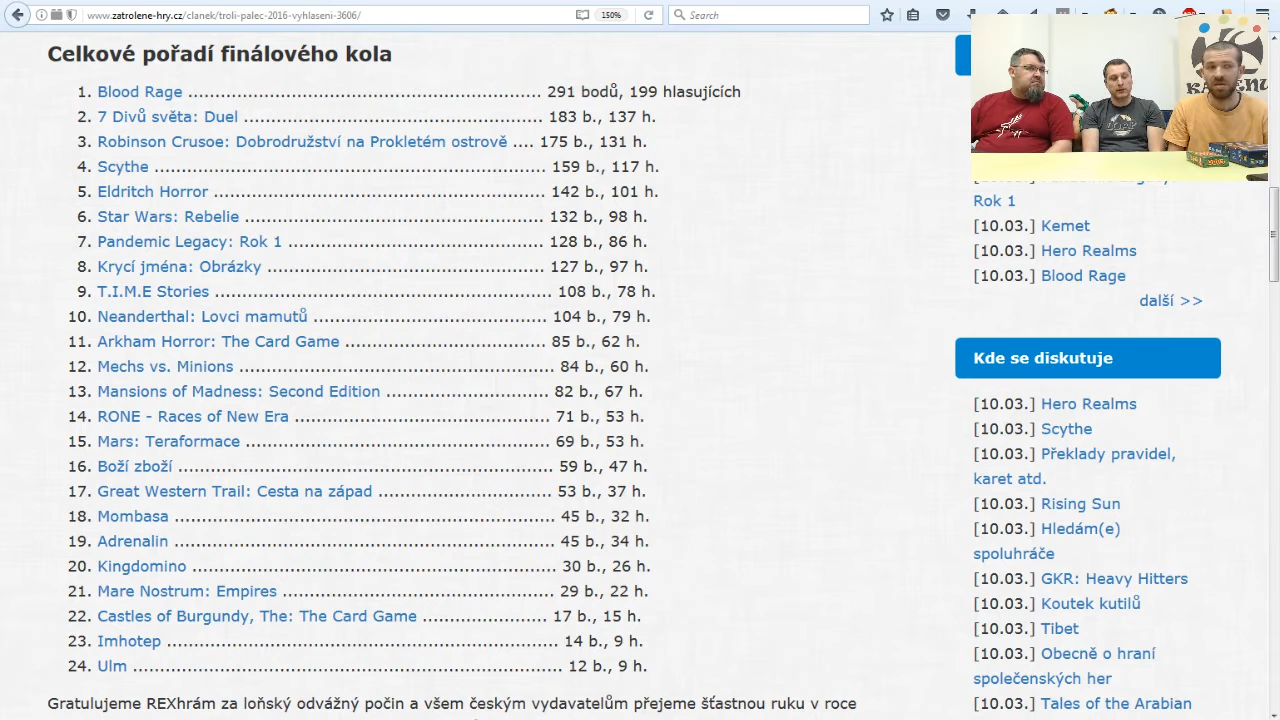 www.zatrolene-hry.cz/clanek/troli-palec-2016-vyhlaseni-3606/
150%
Search
Celkové pořadí finálového kola
1. Blood Rage ........................................................................ 291 bodů, 199 hlasujících
2. 7 Divů světa: Duel ............................................................. 183 b., 137 h.
3. Robinson Crusoe: Dobrodružství na Prokletém ostrově .... 175 b., 131 h.
4. Scythe ................................................................................ 159 b., 117 h.
5. Eldritch Horror ................................................................... 142 b., 101 h.
6. Star Wars: Rebelie ............................................................. 132 b., 98 h.
7. Pandemic Legacy: Rok 1 ................................................... 128 b., 86 h.
8. Krycí jména: Obrázky ........................................................ 127 b., 97 h.
9. T.I.M.E Stories .................................................................... 108 b., 78 h.
10. Neanderthal: Lovci mamutů ............................................... 104 b., 79 h.
11. Arkham Horror: The Card Game .......................................... 85 b., 62 h.
12. Mechs vs. Minions ................................................................ 84 b., 60 h.
13. Mansions of Madness: Second Edition ................................. 82 b., 67 h.
14. RONE - Races of New Era .................................................... 71 b., 53 h.
15. Mars: Teraformace ............................................................... 69 b., 53 h.
16. Boží zboží ............................................................................ 59 b., 47 h.
17. Great Western Trail: Cesta na západ ................................... 53 b., 37 h.
18. Mombasa .............................................................................. 45 b., 32 h.
19. Adrenalin .............................................................................. 45 b., 34 h.
20. Kingdomino .......................................................................... 30 b., 26 h.
21. Mare Nostrum: Empires ....................................................... 29 b., 22 h.
22. Castles of Burgundy, The: The Card Game .......................... 17 b., 15 h.
23. Imhotep ................................................................................ 14 b., 9 h.
24. Ulm ........................................................................................ 12 b., 9 h.
Gratulujeme REXhrám za loňský odvážný počin a všem českým vydavatelům přejeme šťastnou ruku v roce
Rok 1
[10.03.] Kemet
[10.03.] Hero Realms
[10.03.] Blood Rage
další >>
Kde se diskutuje
[10.03.] Hero Realms
[10.03.] Scythe
[10.03.] Překlady pravidel,
karet atd.
[10.03.] Rising Sun
[10.03.] Hledám(e)
spoluhráče
[10.03.] GKR: Heavy Hitters
[10.03.] Koutek kutilů
[10.03.] Tibet
[10.03.] Obecně o hraní
společenských her
[10.03.] Tales of the Arabian